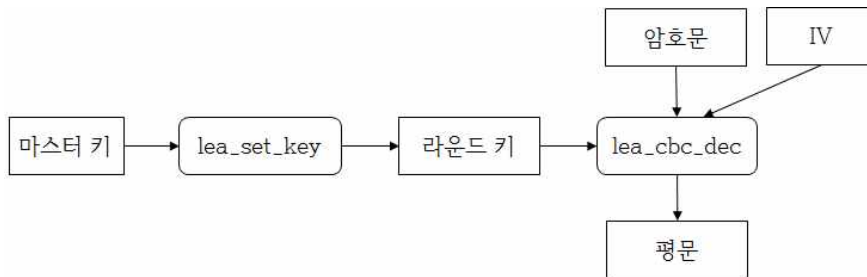 암호문
IV
마스터 키
lea_set_key
라운드 키
lea_cbc_dec
평문